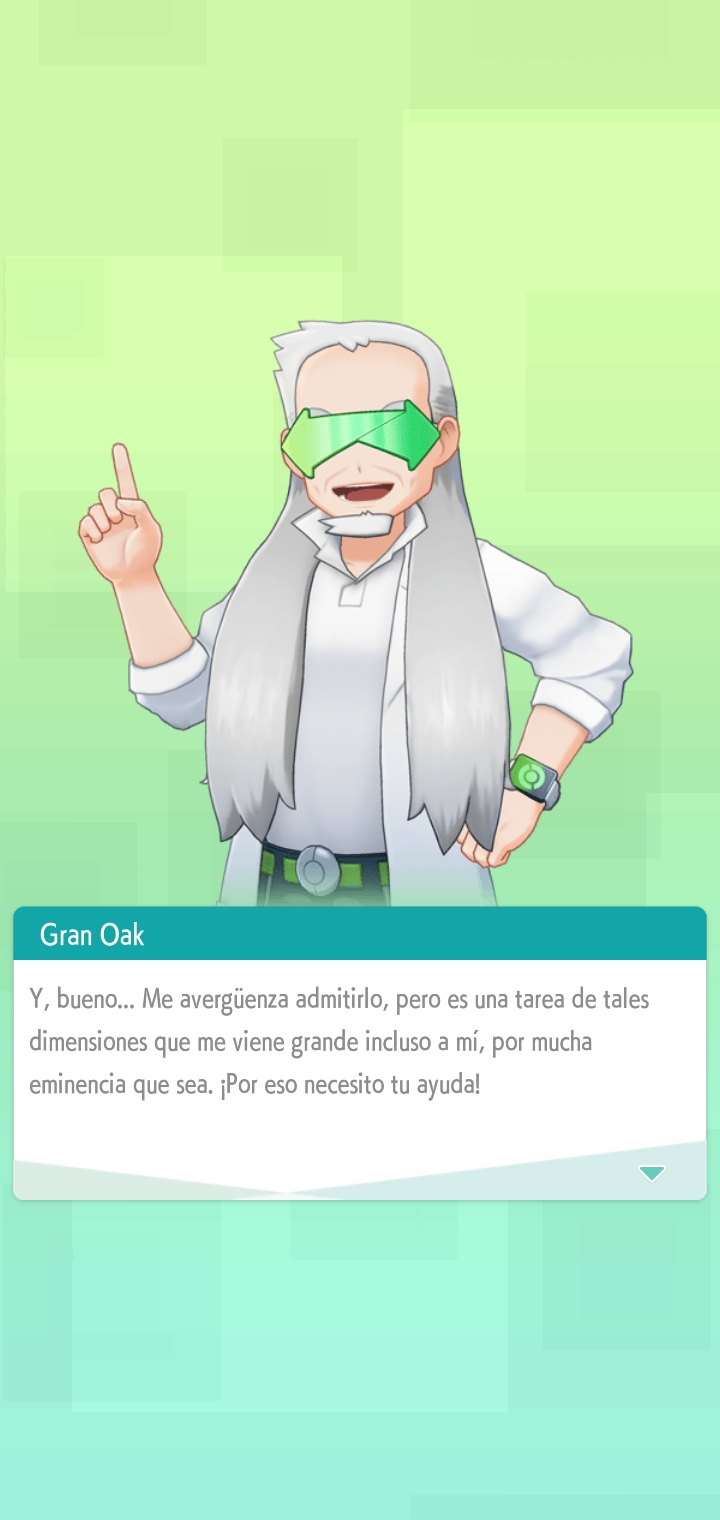 Gran Oak
Y, bueno... Me avergüenza admitirlo, pero es una tarea de tales
dimensiones que me viene grande incluso a mí, por mucha
eminencia que sea. ¡Por eso necesito tu ayuda!